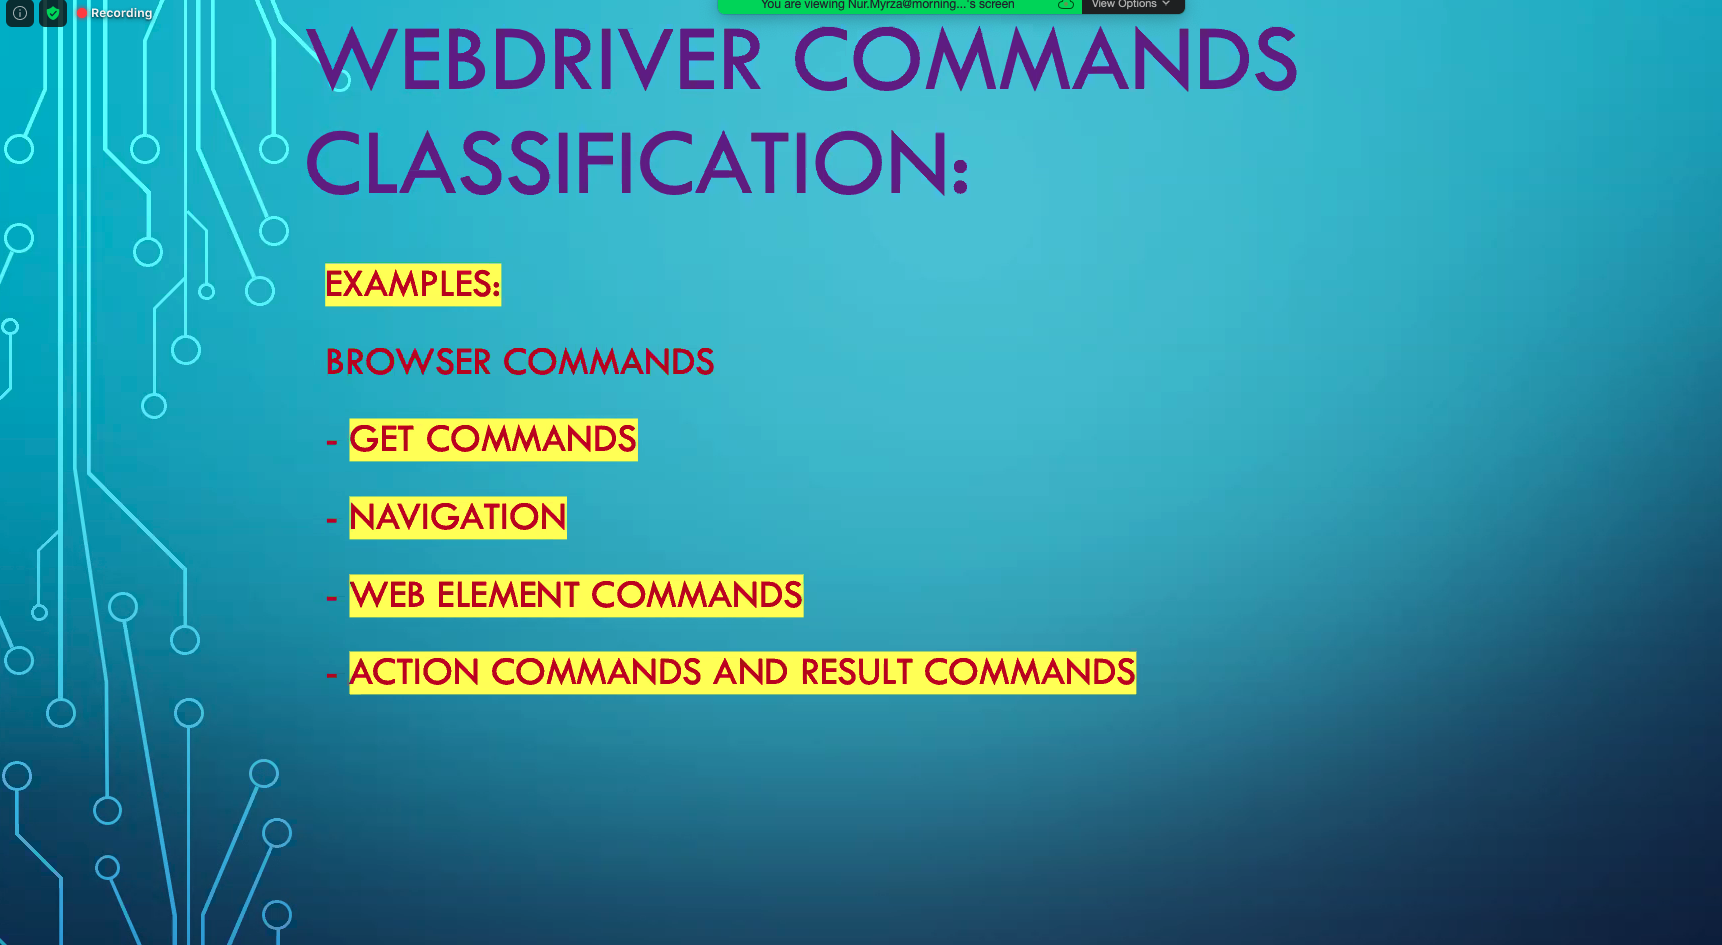 Recording
You are viewing Nur.Myrza@morning...'s screen
View Options
WEBDRIVER COMMANDS
CLASSIFICATION:
EXAMPLES:
BROWSER COMMANDS
- GET COMMANDS
- NAVIGATION
- WEB ELEMENT COMMANDS
- ACTION COMMANDS AND RESULT COMMANDS